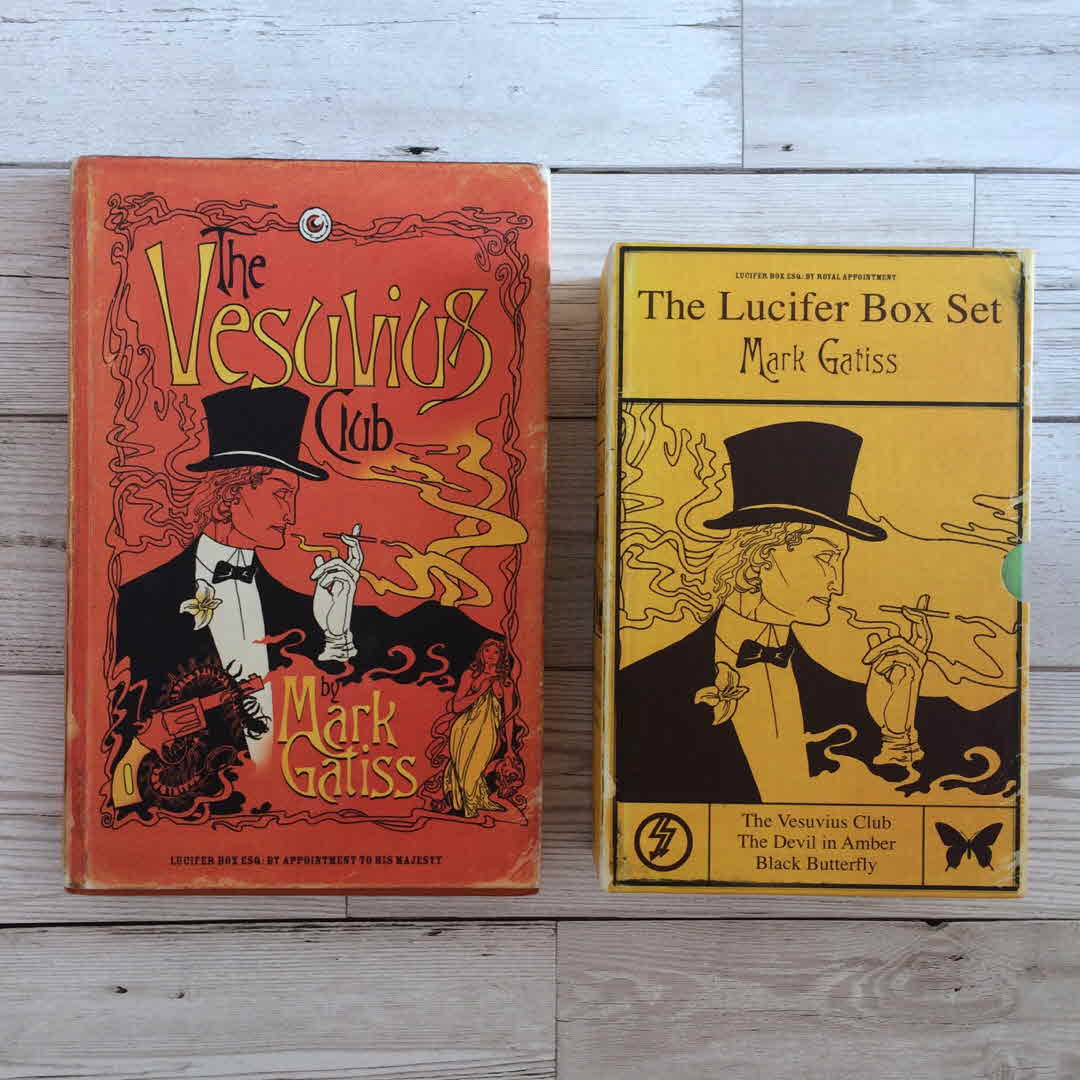 The
Vesuvius
Club
by
Mark
Gatiss
LUCIFER BOX ESQ: BY APPOINTMENT TO HIS MAJESTY
LUCIFER BOX ESQ: BY ROYAL APPOINTMENT
The Lucifer Box Set
Mark Gatiss
The Vesuvius Club
The Devil in Amber
Black Butterfly